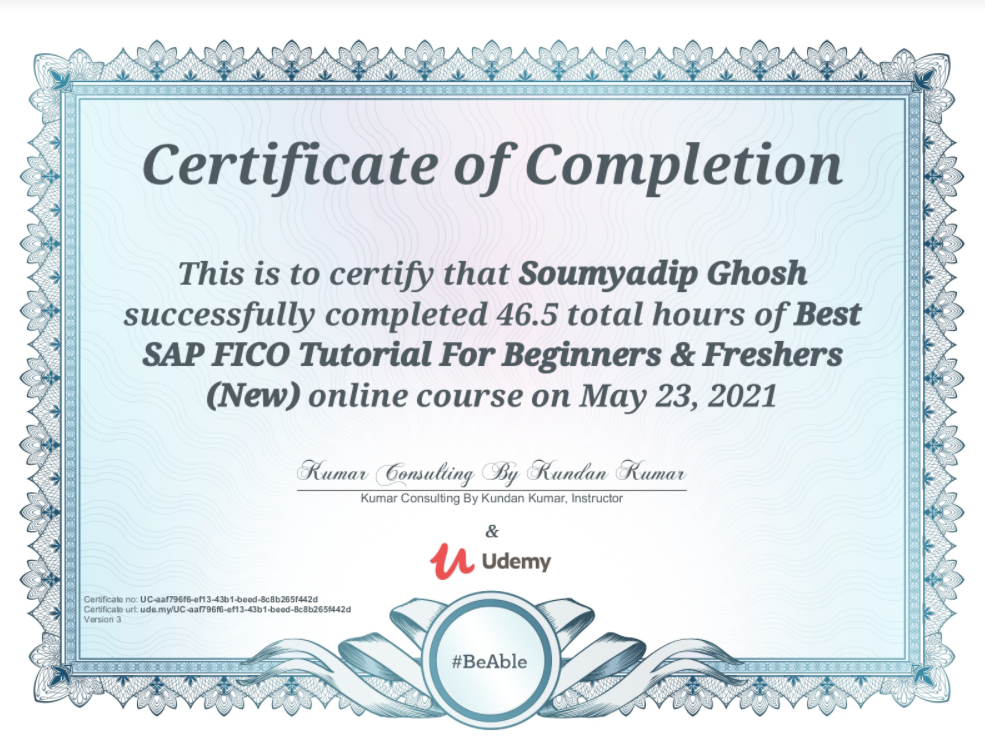 Certificate of Completion
This is to certify that Soumyadip Ghosh
successfully completed 46.5 total hours of Best
SAP FICO Tutorial For Beginners & Freshers
(New) online course on May 23, 2021
Kumar Consulting By Kundan Kumar
Kumar Consulting By Kundan Kumar, Instructor
&
Udemy
Certificate no: UC-aaf796f6-ef13-43b1-beed-8c8b265f442d
Certificate url: ude.my/UC-aaf796f6-ef13-43b1-beed-8c8b265f442d
Version 3
#BeAble